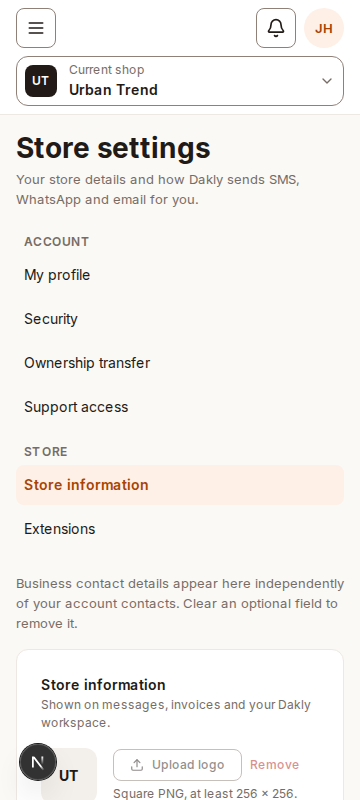 JH
UT
Current shop
Urban Trend
Store settings
Your store details and how Dakly sends SMS,
WhatsApp and email for you.
ACCOUNT
My profile
Security
Ownership transfer
Support access
STORE
Store information
Extensions
Business contact details appear here independently
of your account contacts. Clear an optional field to
remove it.
Store information
Shown on messages, invoices and your Dakly
workspace.
N
UT
Upload logo
Remove
Square PNG, at least 256 × 256.